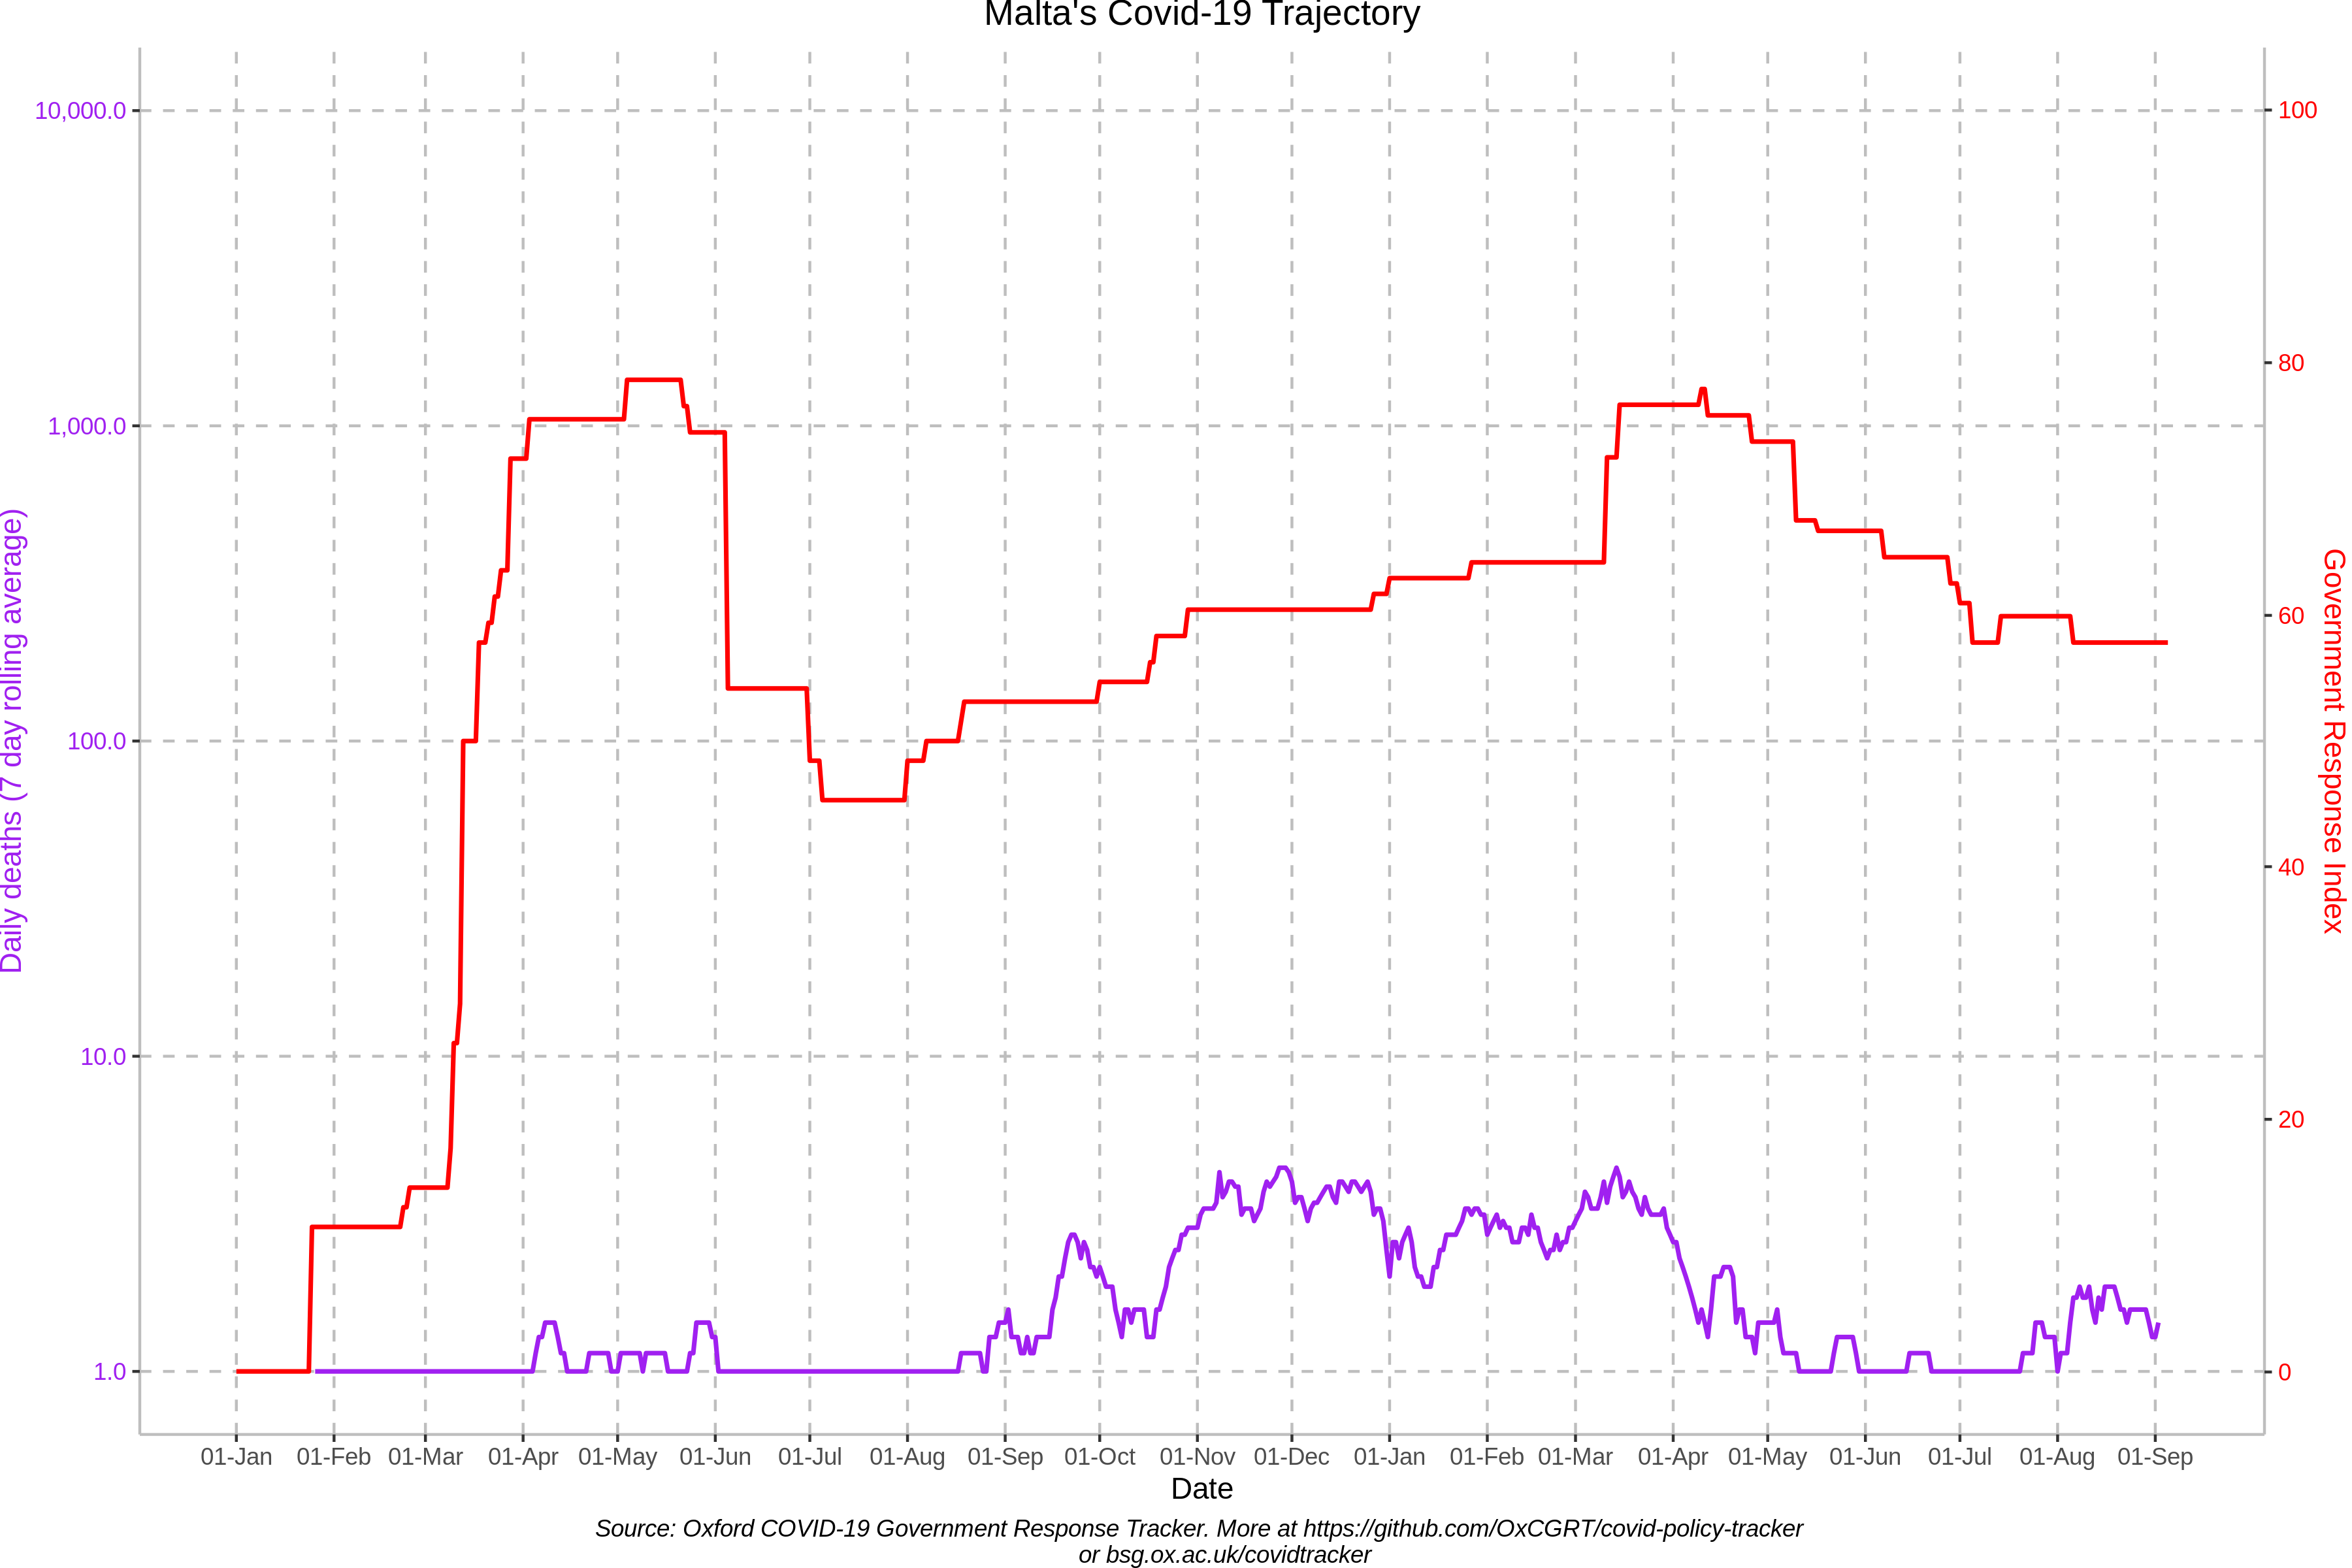 Malta's Covid-19 Trajectory
10,000.0
1,000.0
100.0
10.0
1.0
Daily deaths (7 day rolling average)
100
80
60
40
20
0
Government Response Index
01-Jan 01-Feb 01-Mar 01-Apr 01-May 01-Jun 01-Jul 01-Aug 01-Sep 01-Oct 01-Nov 01-Dec 01-Jan 01-Feb 01-Mar 01-Apr 01-May 01-Jun 01-Jul 01-Aug 01-Sep
Date
Source: Oxford COVID-19 Government Response Tracker. More at https://github.com/OxCGRT/covid-policy-tracker
or bsg.ox.ac.uk/covidtracker